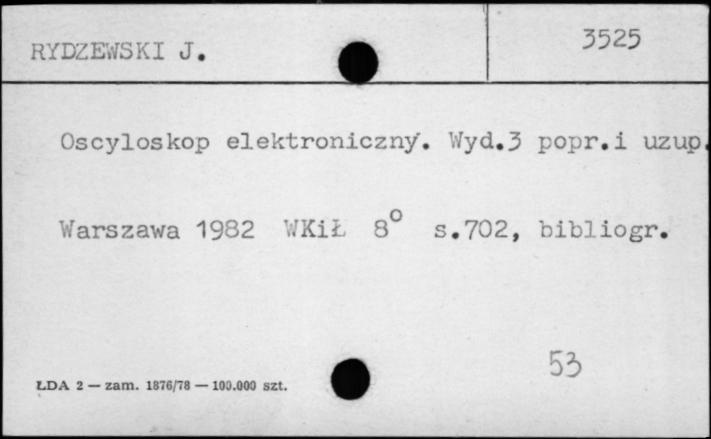 RYDZEWSKI J.
3525
Oscyloskop elektroniczny. Wyd.3 popr.i uzup.
Warszawa 1982 WKiŁ 8° s.702, bibliogr.
53
ŁDA 2 — zam. 1876/78 — 100.000 szt.